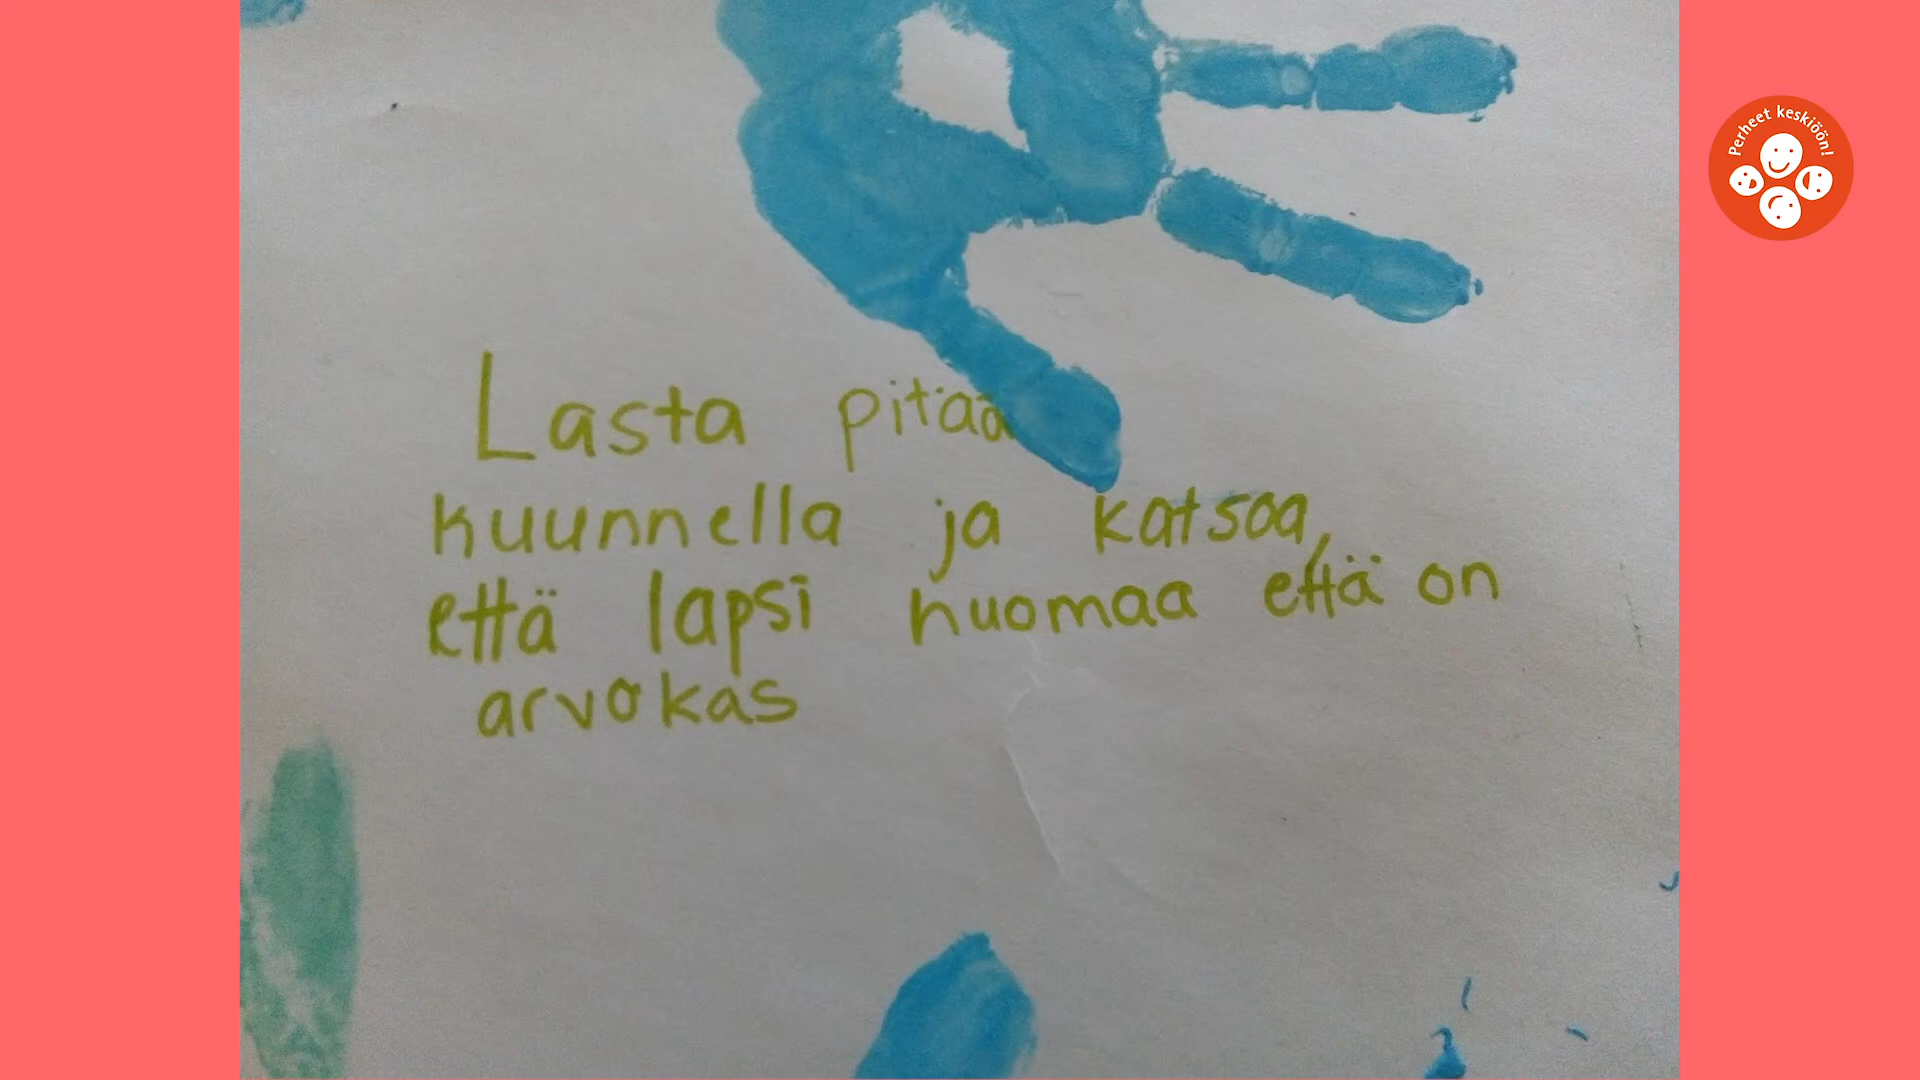 Perheet keskiöön!
Lasta pitää
kuunnella ja katsoa,
että lapsi huomaa että on
arvokas